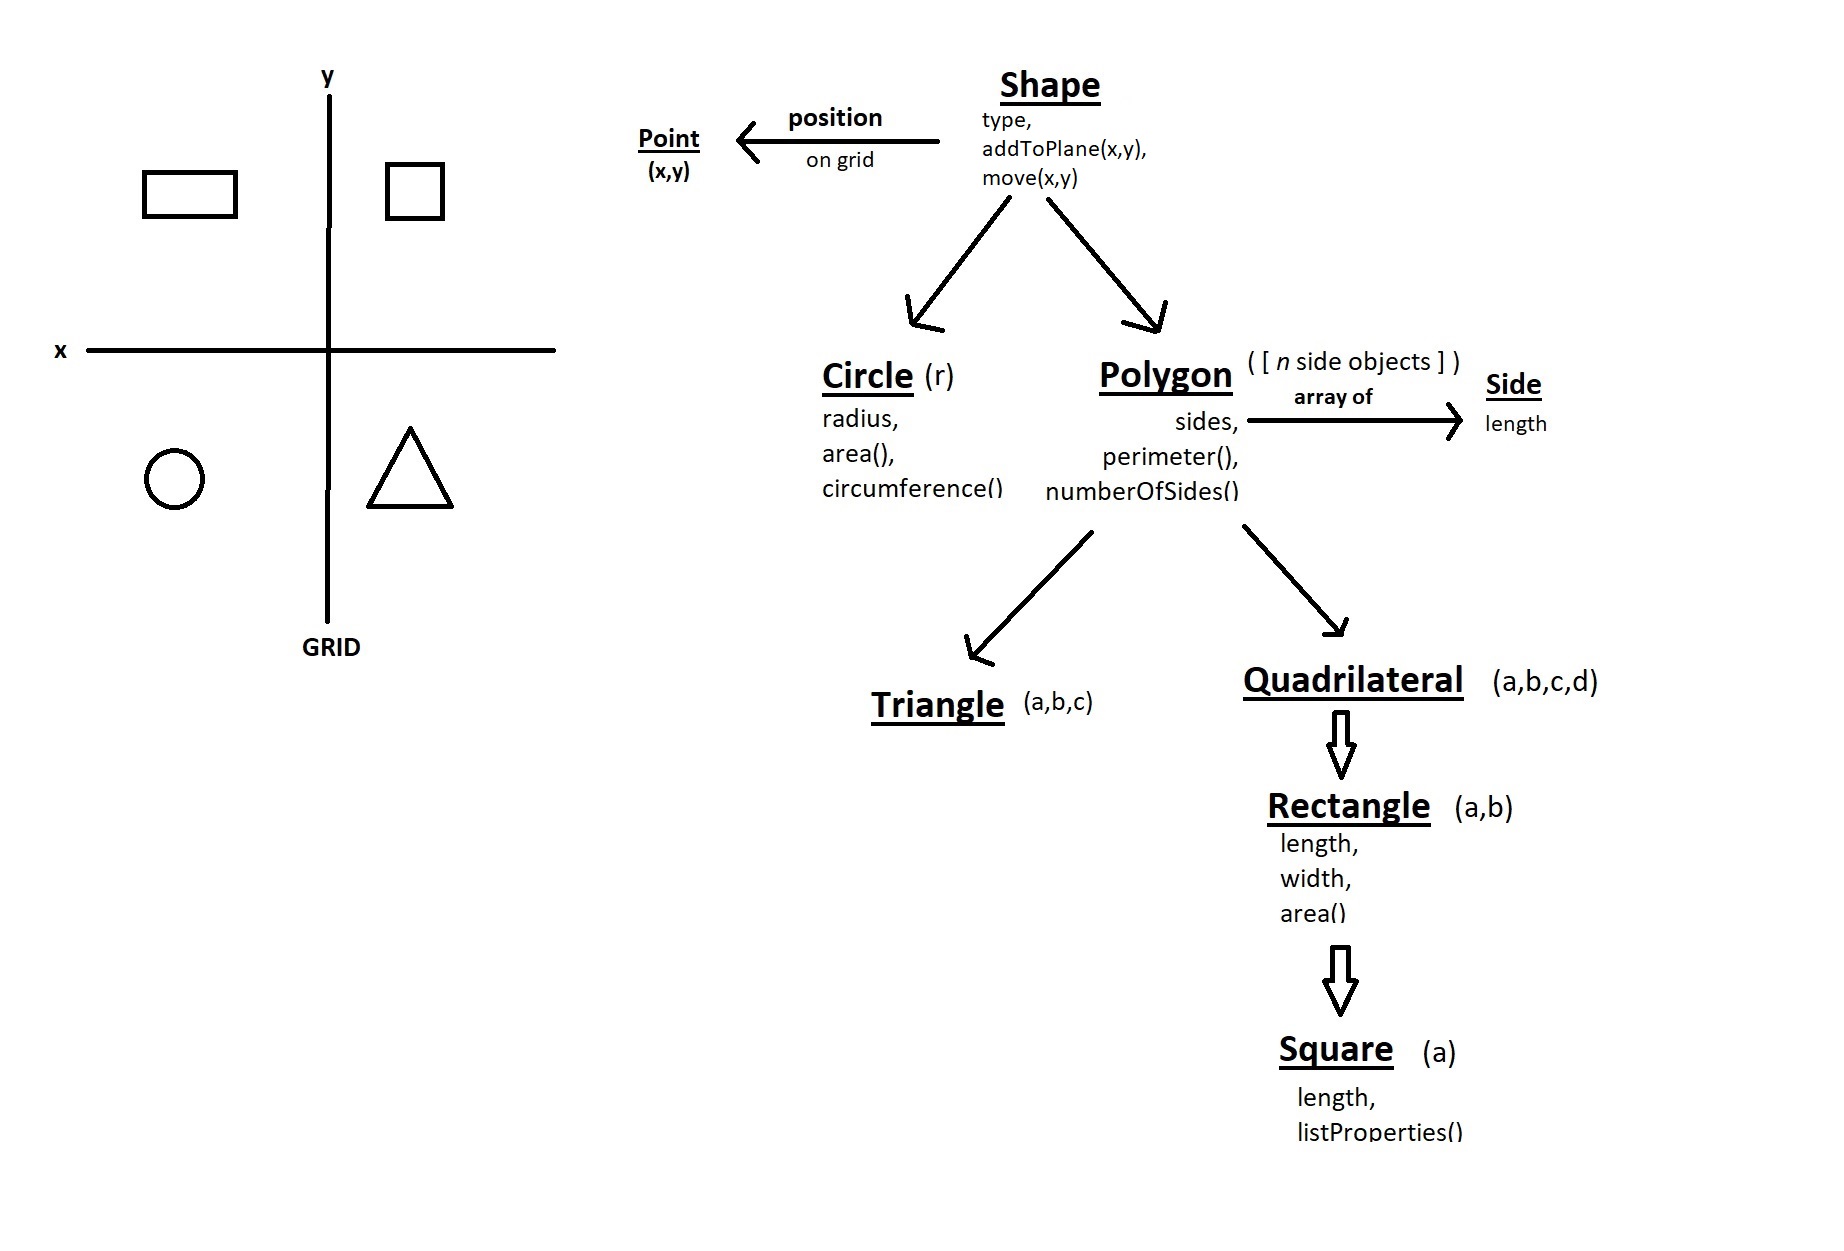 y
x
GRID
Shape
type,
addToPlane(x,y),
move(x,y)
position
on grid
Point
(x,y)
Circle (r)
radius,
area(),
circumference()
Polygon ( [ n side objects ] )
sides,
perimeter(),
numberOfSides()
array of
Side
length
Triangle (a,b,c)
Quadrilateral (a,b,c,d)
Rectangle (a,b)
length,
width,
area()
Square (a)
length,
listProperties()